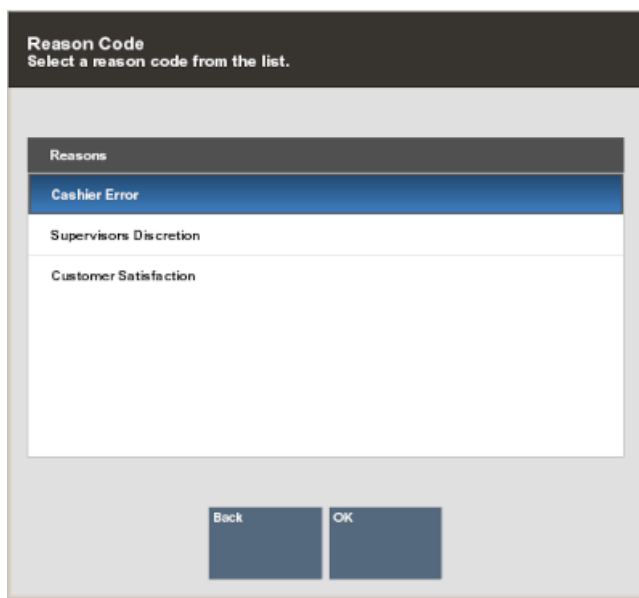 Reason Code
Select a reason code from the list.
Reasons
Cashier Error
Supervisors Discretion
Customer Satisfaction
Back
OK